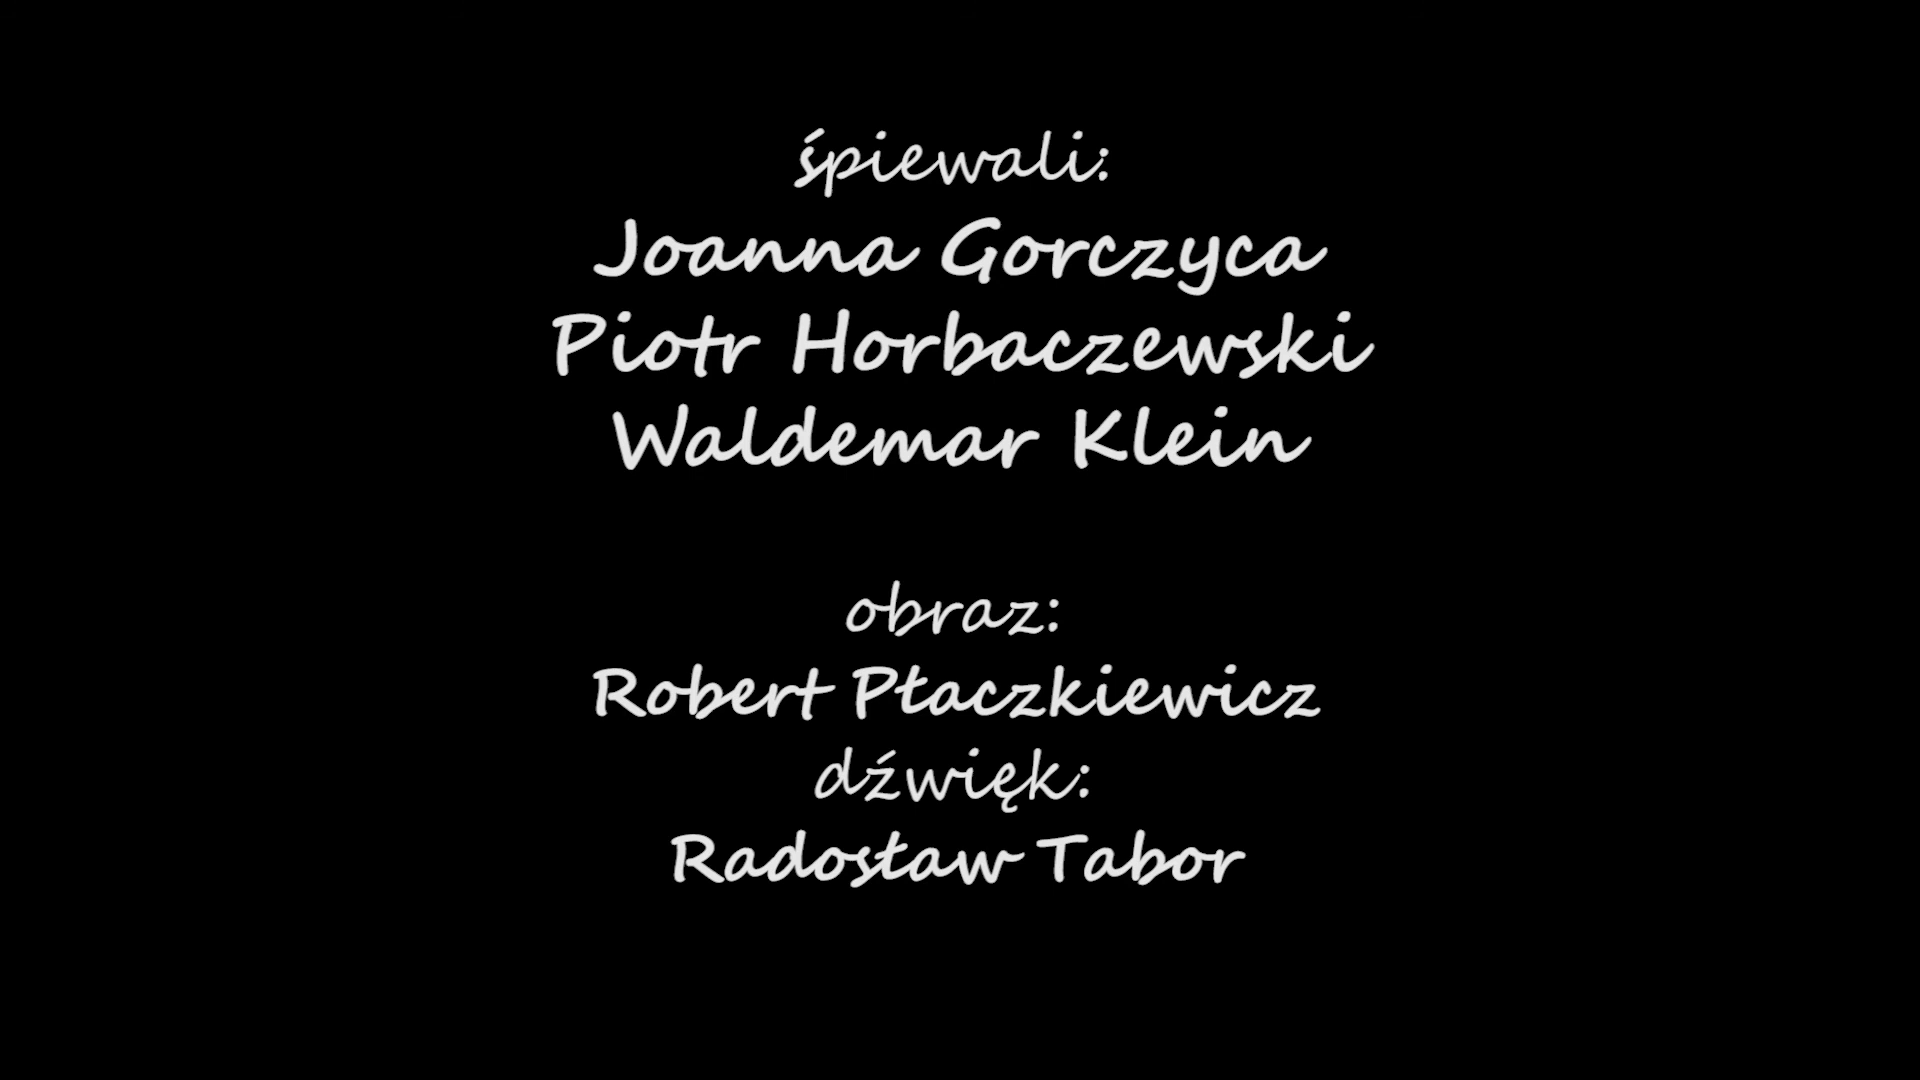 śpiewali:
Joanna Gorczyca
Piotr Horbaczewski
Waldemar Klein
obraz:
Robert Płaczkiewicz
dźwięk:
Radosław Tabor